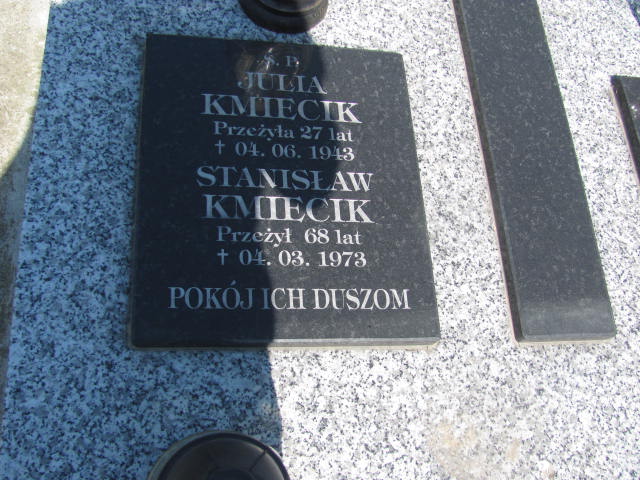 Ś. P.
JULIA
KMIECIK
Przeżyła 27 lat
† 04. 06. 1943
STANISŁAW
KMIECIK
Przeżył 68 lat
† 04. 03. 1973
POKÓJ ICH DUSZOM